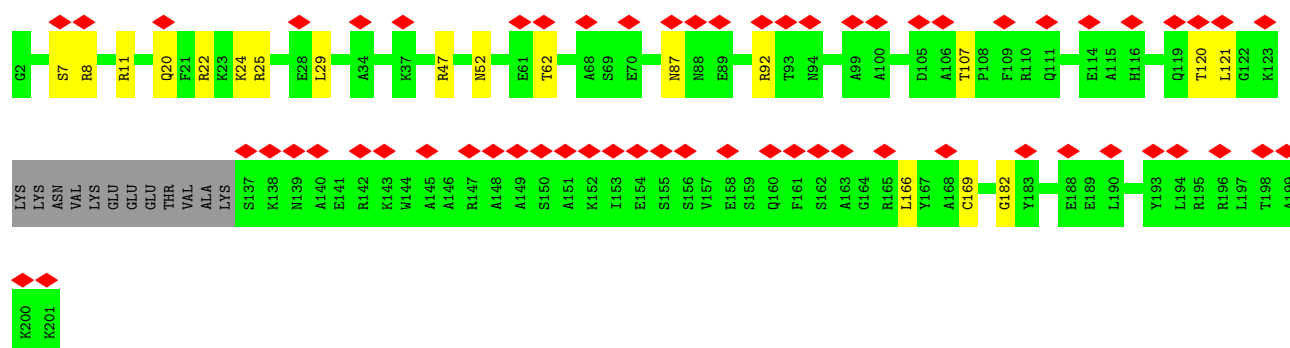 G2 S7 R8 R11 Q20 F21 R22 K23 K24 R25 E28 L29 A34 K37 R47 N52 E61 T62 A68 S69 E70 N87 N88 E89 R92 T93 N94 A99 A100 D105 A106 T107 P108 F109 R110 Q111 E114 A115 H116 Q119 T120 L121 G122 K123
LYS LYS ASN VAL LYS GLU GLU GLU THR VAL ALA LYS S137 K138 N139 A140 E141 R142 K143 W144 A145 A146 R147 A148 A149 S150 A151 K152 I153 E154 S155 S156 V157 E158 S159 Q160 F161 S162 A163 G164 R165 L166 Y167 A168 C169 G182 Y183 E188 E189 L190 Y193 L194 R195 R196 L197 T198 A199
K200 K201